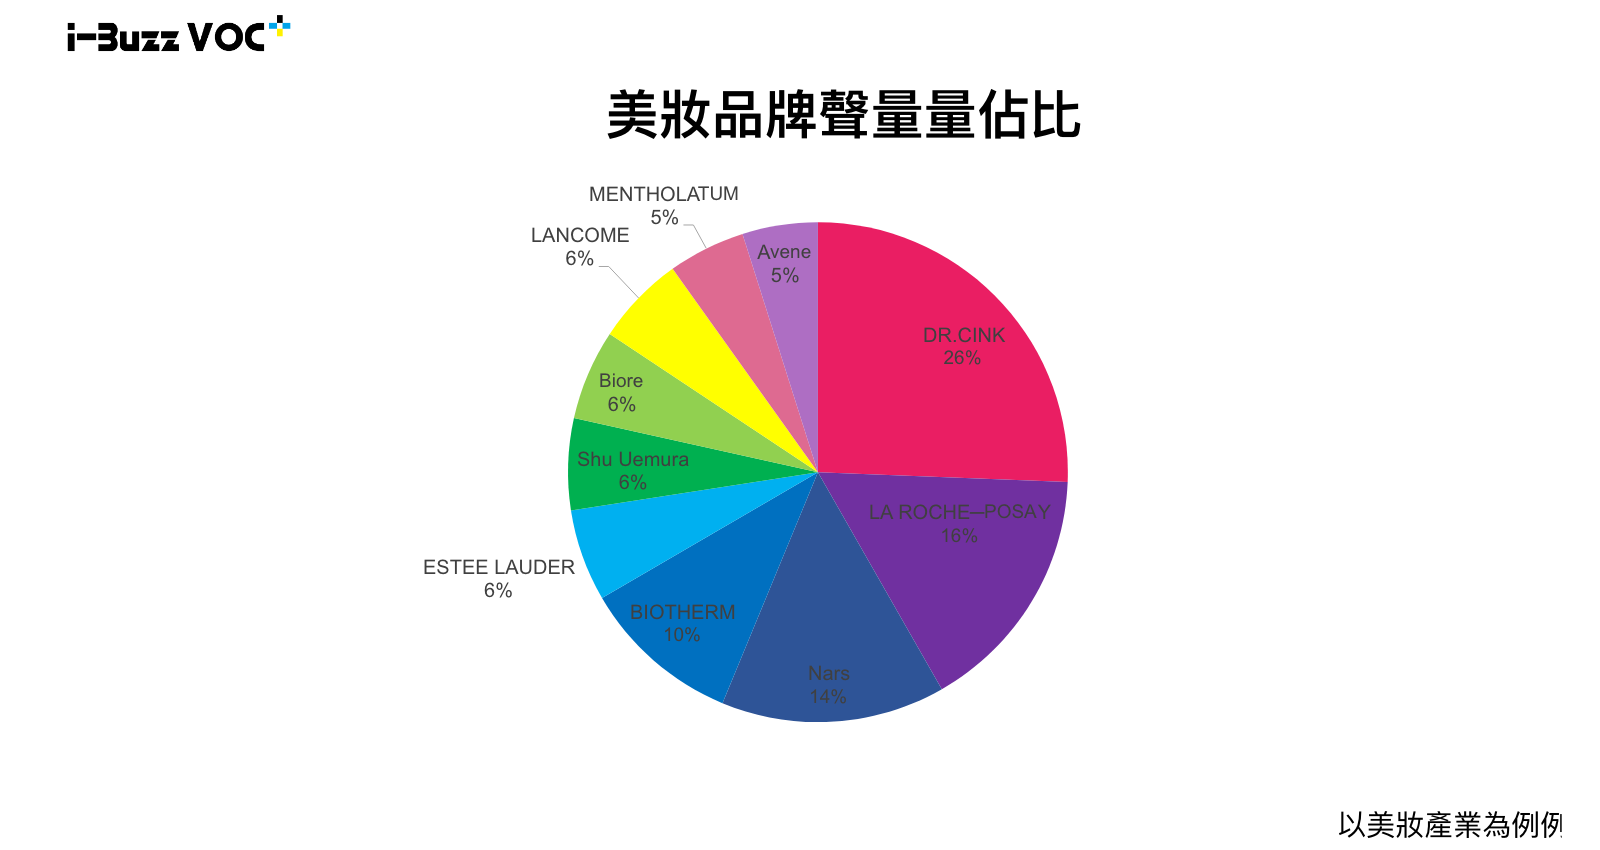 i-Buzz VOC+
美妝品牌聲量量佔比
MENTHOLATUM
5%
LANCOME
6%
Avene
5%
DR.CINK
26%
Biore
6%
Shu Uemura
6%
LA ROCHE—POSAY
16%
ESTEE LAUDER
6%
BIOTHERM
10%
Nars
14%
以美妝產業為例例